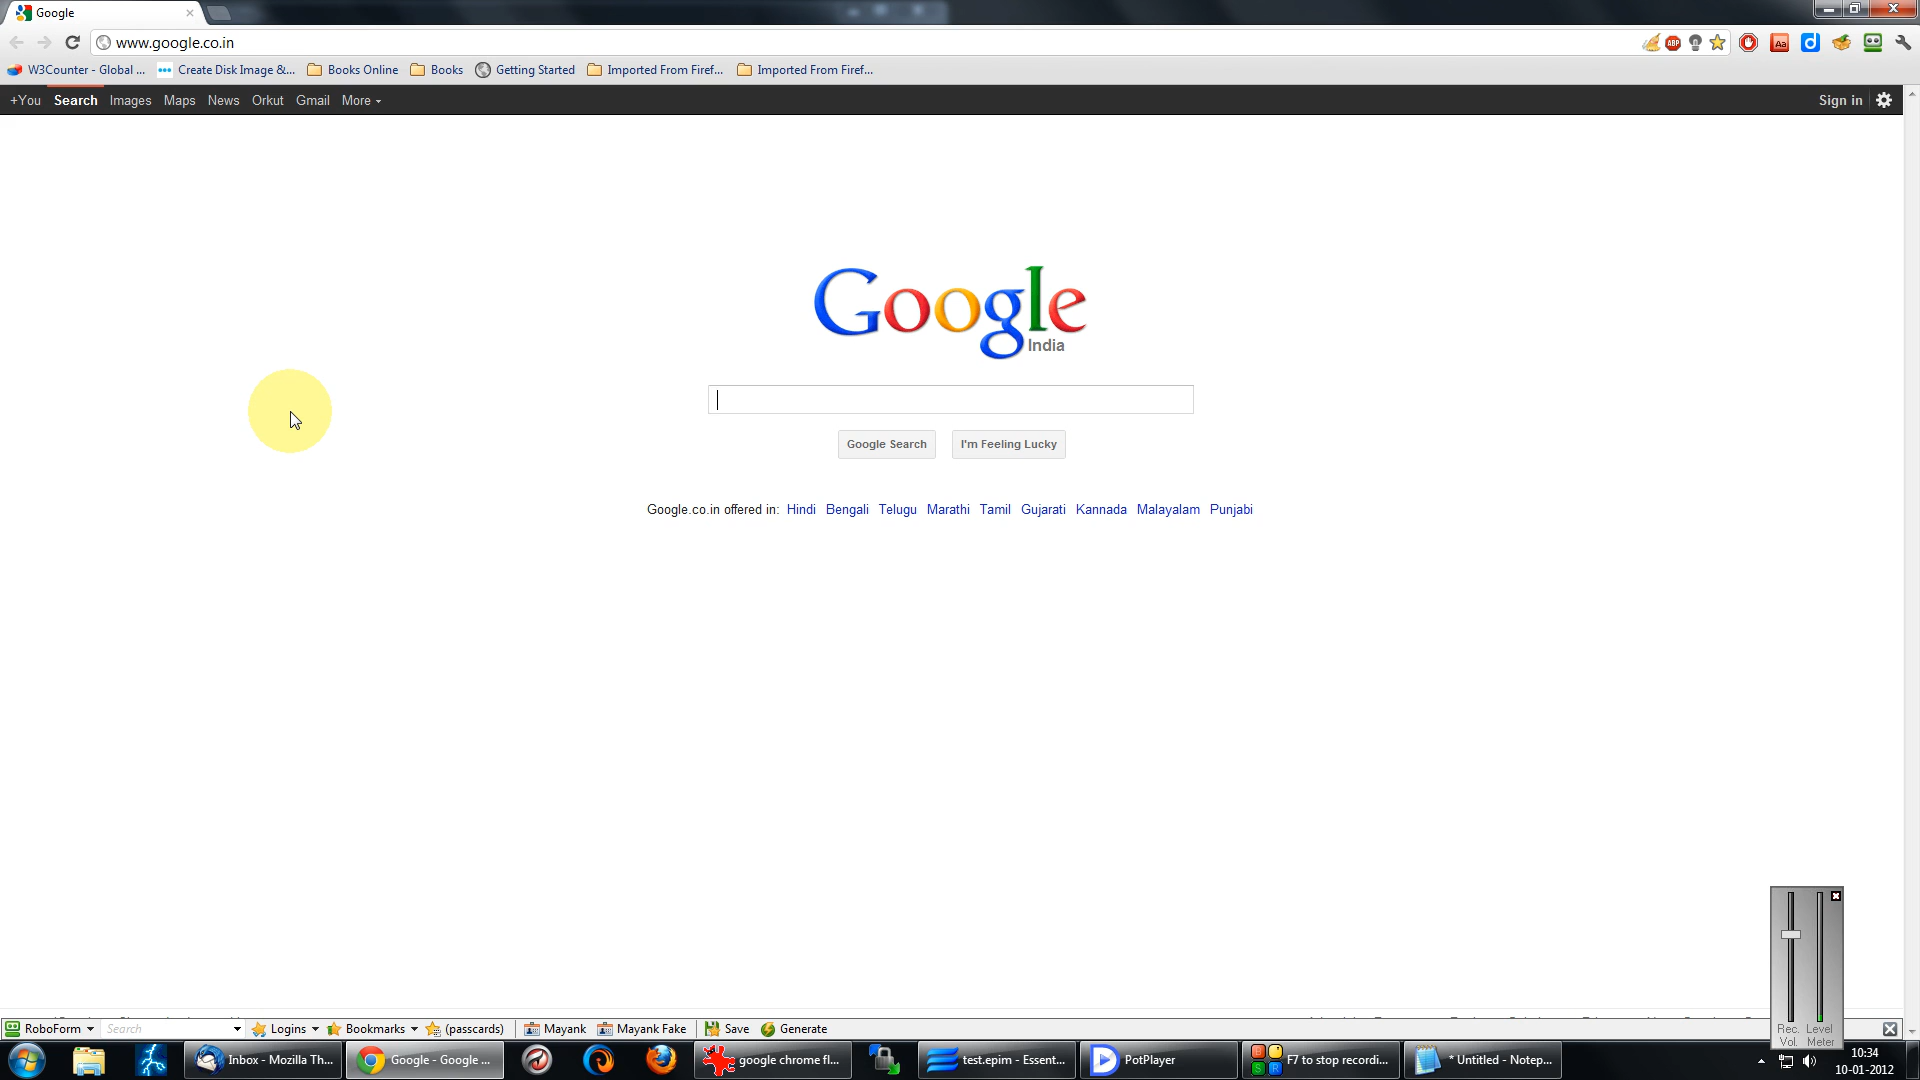 Google
www.google.co.in
ABP
Aa
d
W3Counter - Global ...
Create Disk Image &...
Books Online
Books
Getting Started
Imported From Firef...
Imported From Firef...
+You Search Images Maps News Orkut Gmail More
Sign in
Google
India
Google Search
I'm Feeling Lucky
Google.co.in offered in: Hindi Bengali Telugu Marathi Tamil Gujarati Kannada Malayalam Punjabi
Rec. Level
Vol. Meter
RoboForm
Search
Logins
Bookmarks
(passcards)
Mayank
Mayank Fake
Save
Generate
Inbox - Mozilla Th...
Google - Google ...
google chrome fl...
test.epim - Essent...
PotPlayer
F7 to stop recordi...
* Untitled - Notep...
10:34
10-01-2012